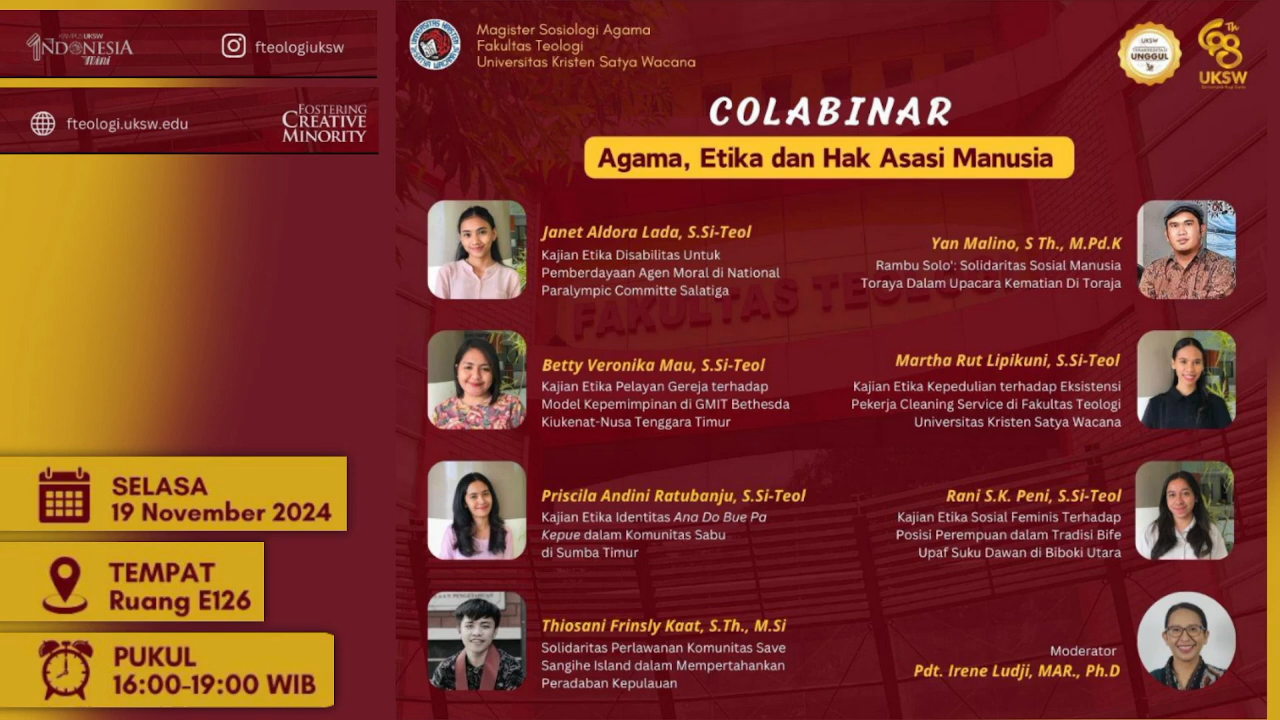 KAMPUS UKSW
INDONESIA
mini
fteologiuksw
fteologi.uksw.edu
FOSTERING
CREATIVE
MINORITY
SELASA
19 November 2024
TEMPAT
Ruang E126
PUKUL
16:00-19:00 WIB
Magister Sosiologi Agama
Fakultas Teologi
Universitas Kristen Satya Wacana
UKSW
UNGGUL
68
Th
UKSW
COLABINAR
Agama, Etika dan Hak Asasi Manusia
Janet Aldora Lada, S.Si-Teol
Kajian Etika Disabilitas Untuk
Pemberdayaan Agen Moral di National
Paralympic Committe Salatiga
Betty Veronika Mau, S.Si-Teol
Kajian Etika Pelayan Gereja terhadap
Model Kepemimpinan di GMIT Bethesda
Kiukenat-Nusa Tenggara Timur
Priscila Andini Ratubanju, S.Si-Teol
Kajian Etika Identitas Ana Do Bue Pa
Kepue dalam Komunitas Sabu
di Sumba Timur
Thiosani Frinsly Kaat, S.Th., M.Si
Solidaritas Perlawanan Komunitas Save
Sangihe Island dalam Mempertahankan
Peradaban Kepulauan
Yan Malino, S Th., M.Pd.K
Rambu Solo': Solidaritas Sosial Manusia
Toraya Dalam Upacara Kematian Di Toraja
Martha Rut Lipikuni, S.Si-Teol
Kajian Etika Kepedulian terhadap Eksistensi
Pekerja Cleaning Service di Fakultas Teologi
Universitas Kristen Satya Wacana
Rani S.K. Peni, S.Si-Teol
Kajian Etika Sosial Feminis Terhadap
Posisi Perempuan dalam Tradisi Bife
Upaf Suku Dawan di Biboki Utara
Moderator
Pdt. Irene Ludji, MAR., Ph.D
FAKULTAS TEOLOGI